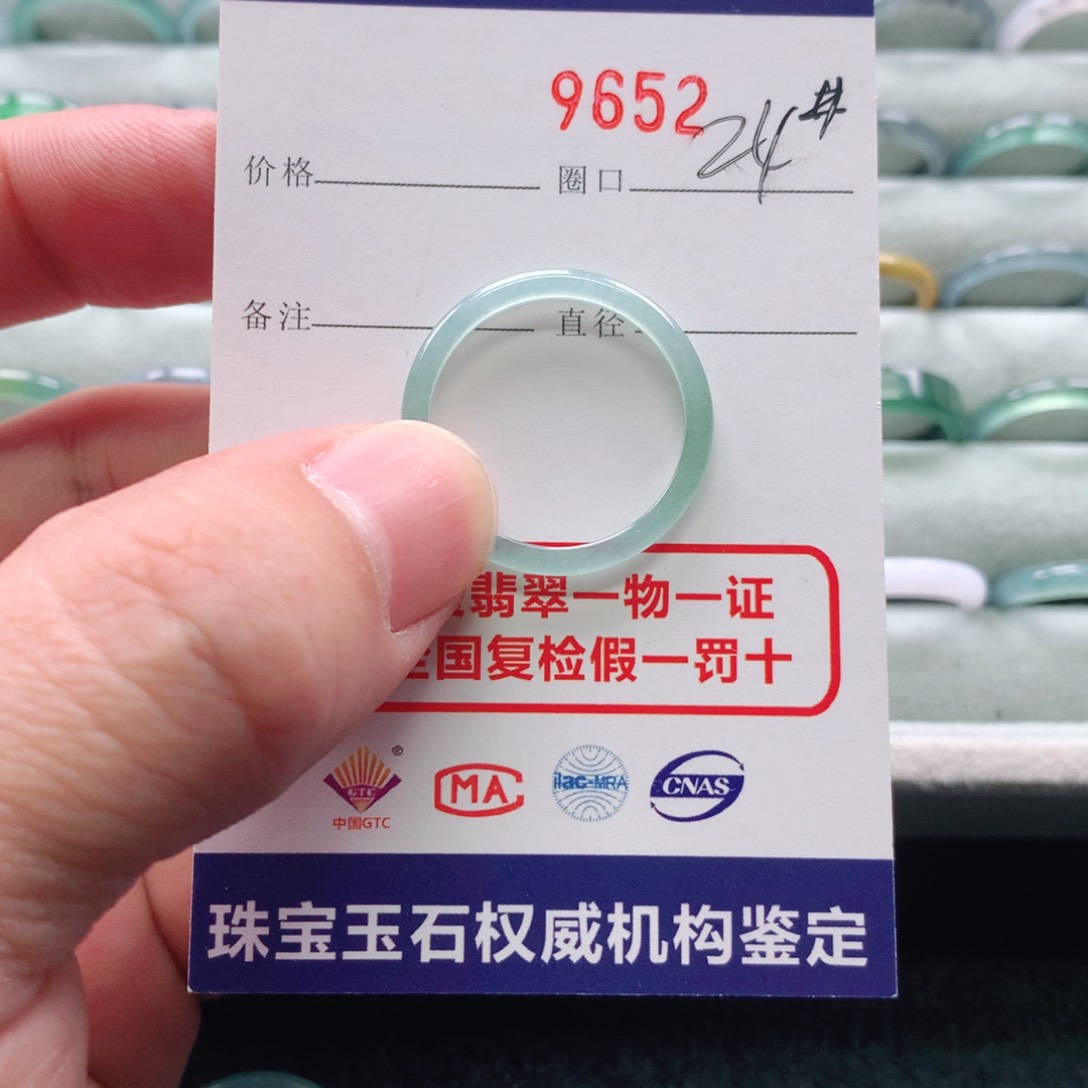 9652
24#
价格 圈口
备注 直径
翡翠一物一证
国复检假一罚十
GTC ® MA ilac-MRA CNAS
中国GTC
珠宝玉石权威机构鉴定